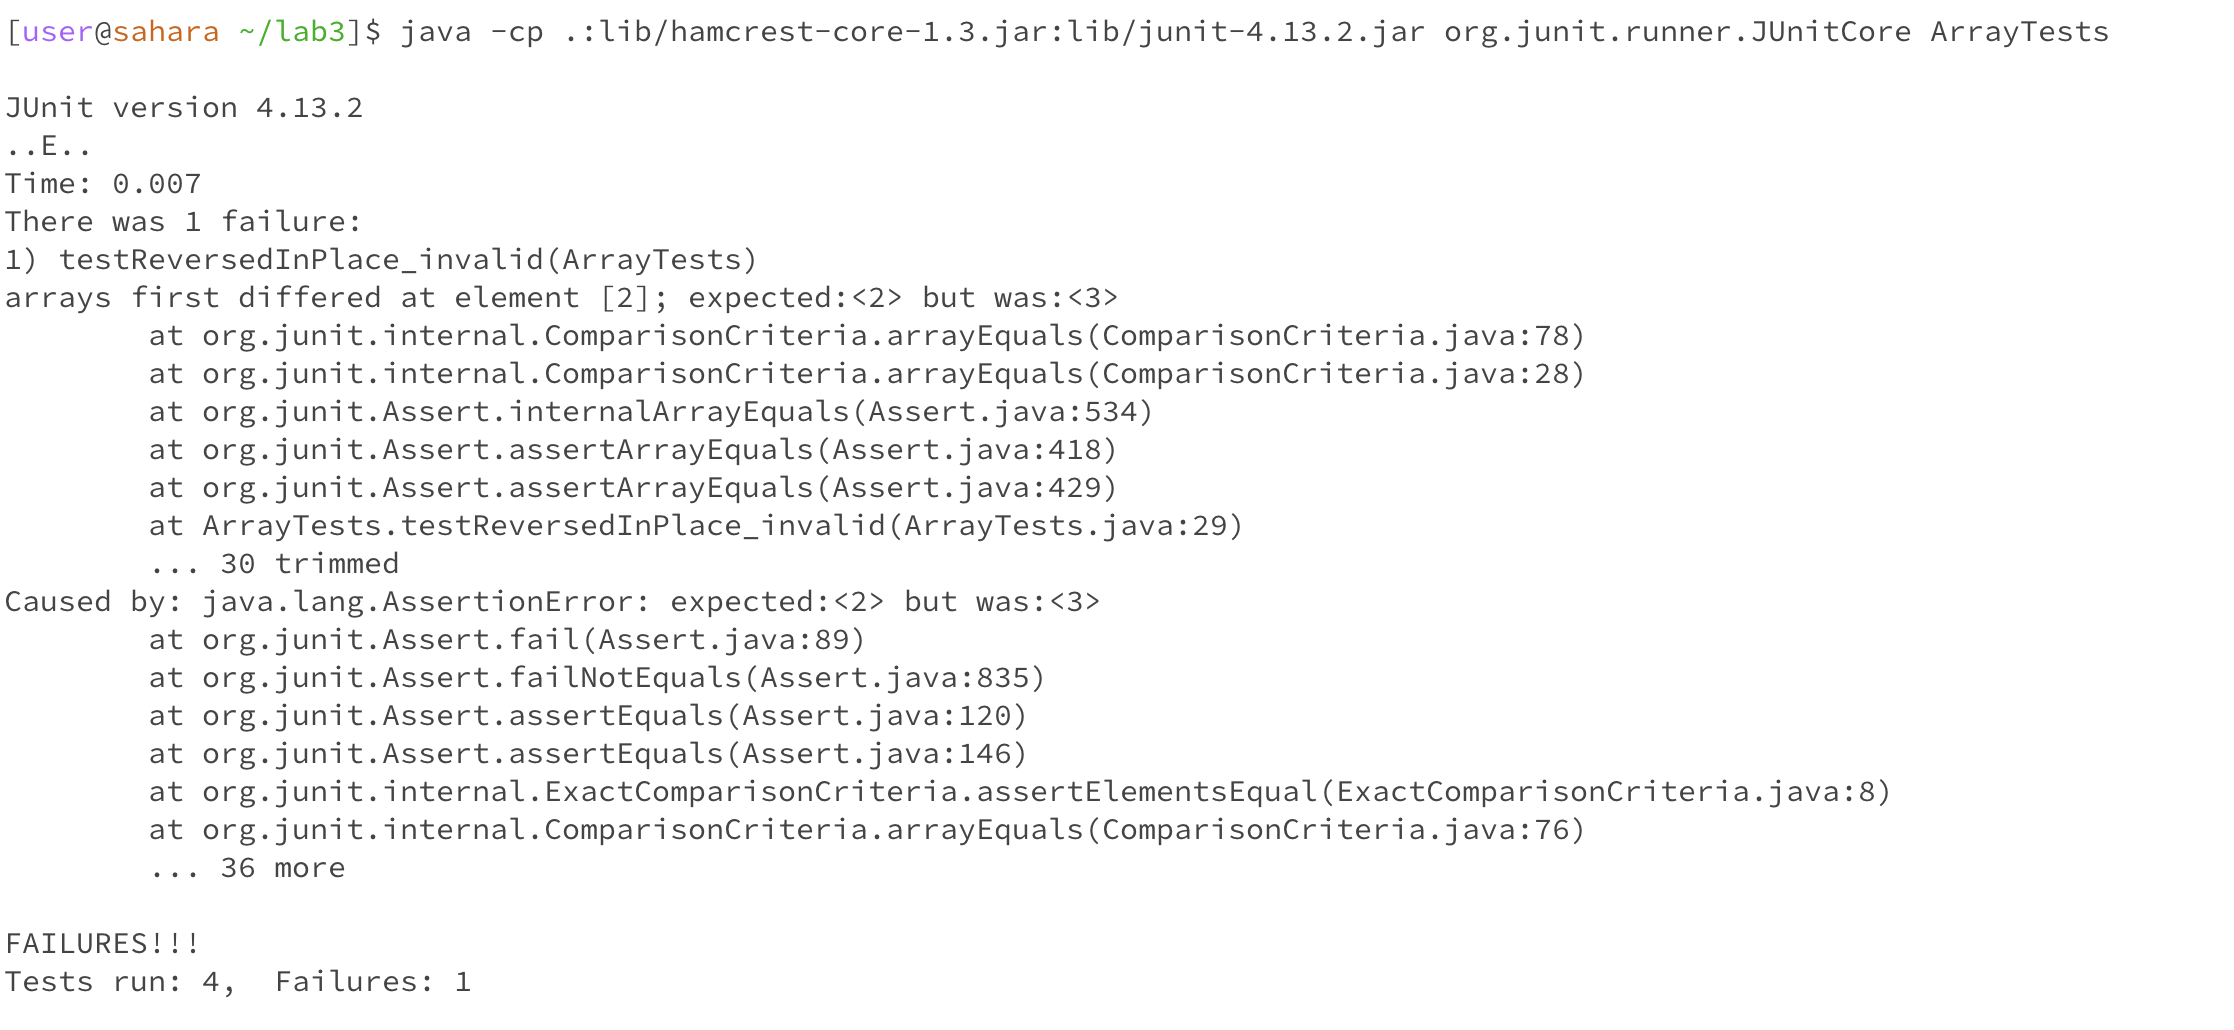 [user@sahara ~/lab3]$ java -cp .:lib/hamcrest-core-1.3.jar:lib/junit-4.13.2.jar org.junit.runner.JUnitCore ArrayTests
JUnit version 4.13.2
..E..
Time: 0.007
There was 1 failure:
1) testReversedInPlace_invalid(ArrayTests)
arrays first differed at element [2]; expected:<2> but was:<3>
at org.junit.internal.ComparisonCriteria.arrayEquals(ComparisonCriteria.java:78)
at org.junit.internal.ComparisonCriteria.arrayEquals(ComparisonCriteria.java:28)
at org.junit.Assert.internalArrayEquals(Assert.java:534)
at org.junit.Assert.assertArrayEquals(Assert.java:418)
at org.junit.Assert.assertArrayEquals(Assert.java:429)
at ArrayTests.testReversedInPlace_invalid(ArrayTests.java:29)
... 30 trimmed
Caused by: java.lang.AssertionError: expected:<2> but was:<3>
at org.junit.Assert.fail(Assert.java:89)
at org.junit.Assert.failNotEquals(Assert.java:835)
at org.junit.Assert.assertEquals(Assert.java:120)
at org.junit.Assert.assertEquals(Assert.java:146)
at org.junit.internal.ExactComparisonCriteria.assertElementsEqual(ExactComparisonCriteria.java:8)
at org.junit.internal.ComparisonCriteria.arrayEquals(ComparisonCriteria.java:76)
... 36 more
FAILURES!!!
Tests run: 4,  Failures: 1